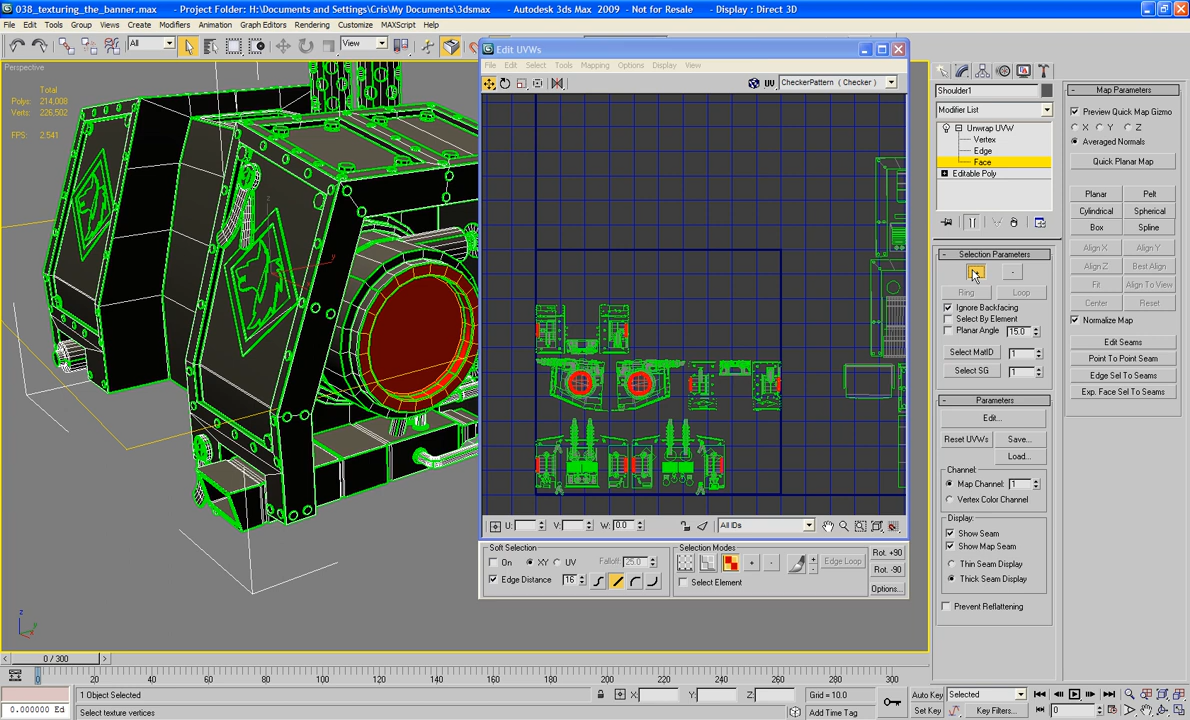 038_texturing_the_banner.max - Project Folder: H:\Documents and Settings\Cris\My Documents\3dsmax - Autodesk 3ds Max 2009 - Not for Resale - Display : Direct 3D
File Edit Tools Group Views Create Modifiers Animation Graph Editors Rendering Customize MAXScript Help
All View
Perspective
Total
Polys: 214,008
Verts: 226,502
FPS: 2.541
Edit UVWs
File Edit Select Tools Mapping Options Display View
UV CheckerPattern ( Checker )
U: V: W: 0.0 All IDs
Soft Selection
On XY UV Falloff: 25.0
Edge Distance 16
Selection Modes
Edge Loop
Select Element
Rot. +90
Rot. -90
Options...
Shoulder1
Modifier List
Unwrap UVW
Vertex
Edge
Face
Editable Poly
Selection Parameters
+ -
Ring Loop
Ignore Backfacing
Select By Element
Planar Angle 15.0
Select MatID 1
Select SG 1
Parameters
Edit...
Reset UVWs Save...
Load...
Channel:
Map Channel: 1
Vertex Color Channel
Display:
Show Seam
Show Map Seam
Thin Seam Display
Thick Seam Display
Prevent Reflattening
Map Parameters
Preview Quick Map Gizmo
X Y Z
Averaged Normals
Quick Planar Map
Planar Pelt
Cylindrical Spherical
Box Spline
Align X Align Y
Align Z Best Align
Fit Align To View
Center Reset
Normalize Map
Edit Seams
Point To Point Seam
Edge Sel To Seams
Exp. Face Sel To Seams
0 / 300
0 20 40 60 80 100 120 140 160 180 200 220 240 260 280 300
1 Object Selected X: Y: Z: Grid = 10.0 Auto Key Selected
0.000000 Ed Select texture vertices Add Time Tag Set Key Key Filters... 0